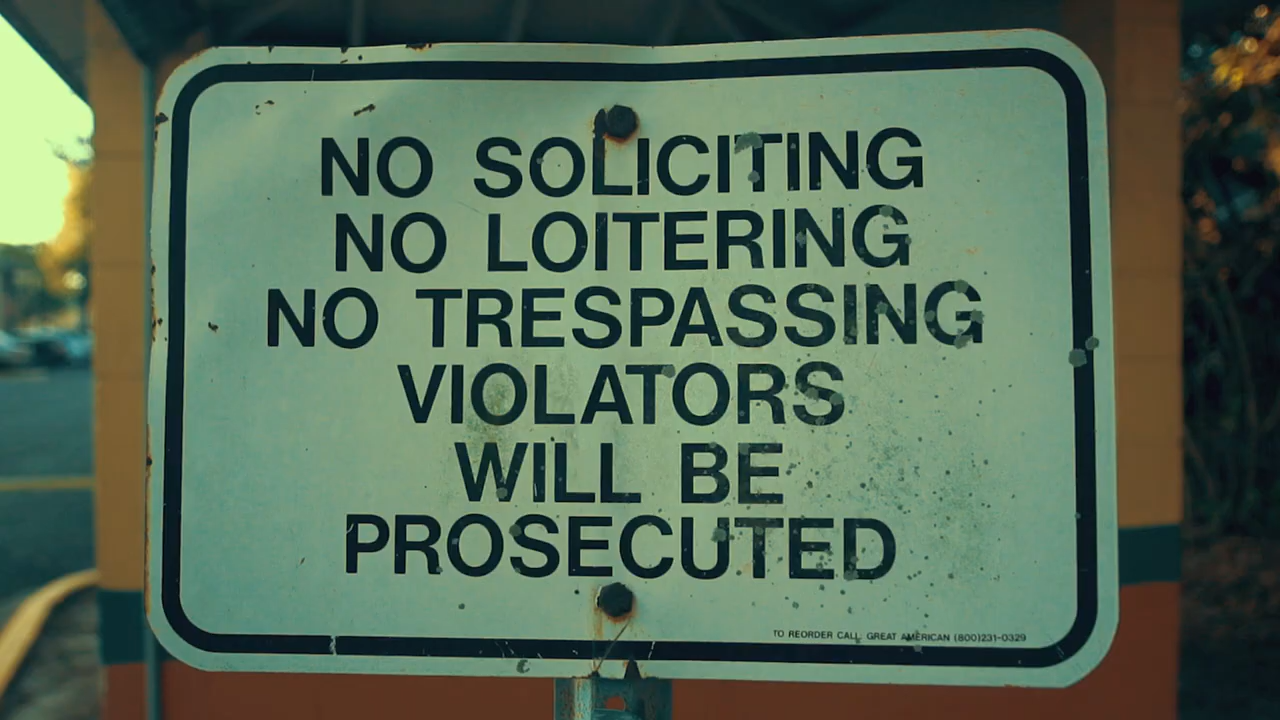 NO SOLICITING
NO LOITERING
NO TRESPASSING
VIOLATORS
WILL BE
PROSECUTED
TO REORDER CALL: GREAT AMERICAN (800)231-0329